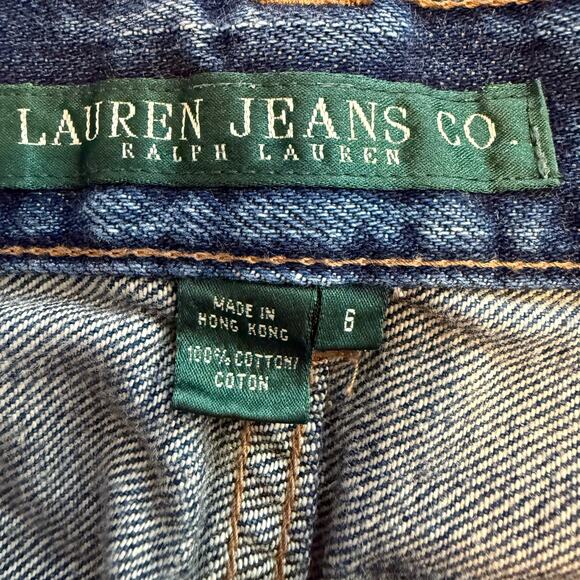 LAUREN JEANS CO.
RALPH LAUREN
MADE IN
HONG KONG
100% COTTON/
COTON
6